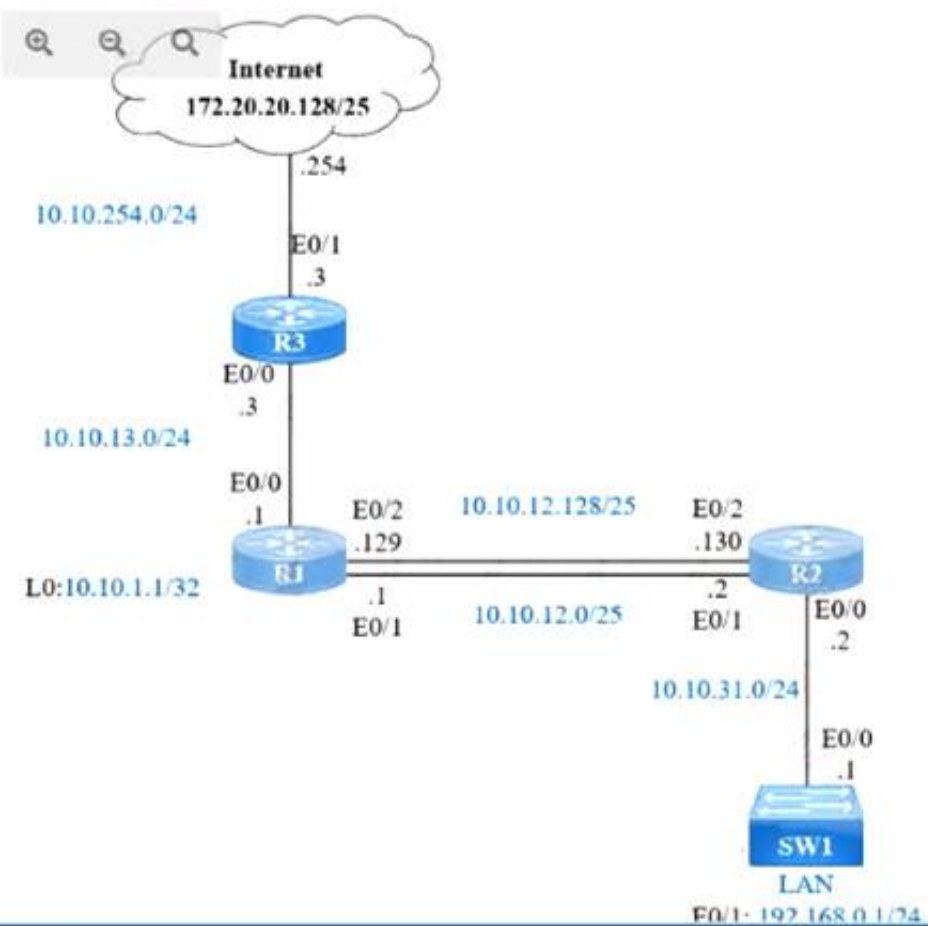 Internet
172.20.20.128/25
.254
10.10.254.0/24
E0/1
.3
R3
E0/0
.3
10.10.13.0/24
E0/0
.1
E0/2
10.10.12.128/25
E0/2
.129
.130
R1
R2
L0:10.10.1.1/32
.1
10.10.12.0/25
.2
E0/0
E0/1
E0/1
.2
10.10.31.0/24
E0/0
.1
SW1
LAN
E0/1: 192.168.0.1/24